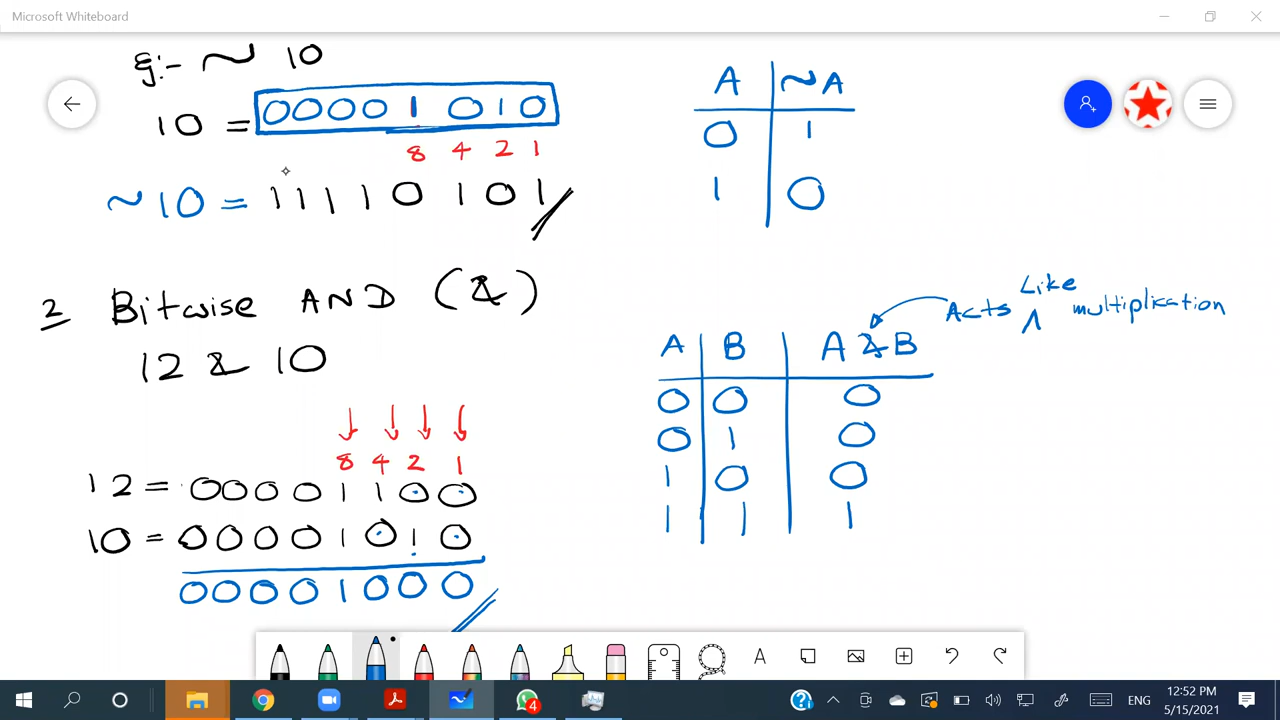 Microsoft Whiteboard
Eg:- ~ 10
10 = 0000 1 0 1 0
8 4 2 1
~10 = 1 1 1 1 0 1 0 1
A ~A
0 1
1 0
2 Bitwise AND (&)
12 & 10
8 4 2 1
12 = 0 0 0 0 1 1 0 0
10 = 0 0 0 0 1 0 1 0
0 0 0 0 1 0 0 0
Acts Like multiplication
A B A & B
0 0 0
0 1 0
1 0 0
1 1 1
A
4
?
ENG
12:52 PM
5/15/2021